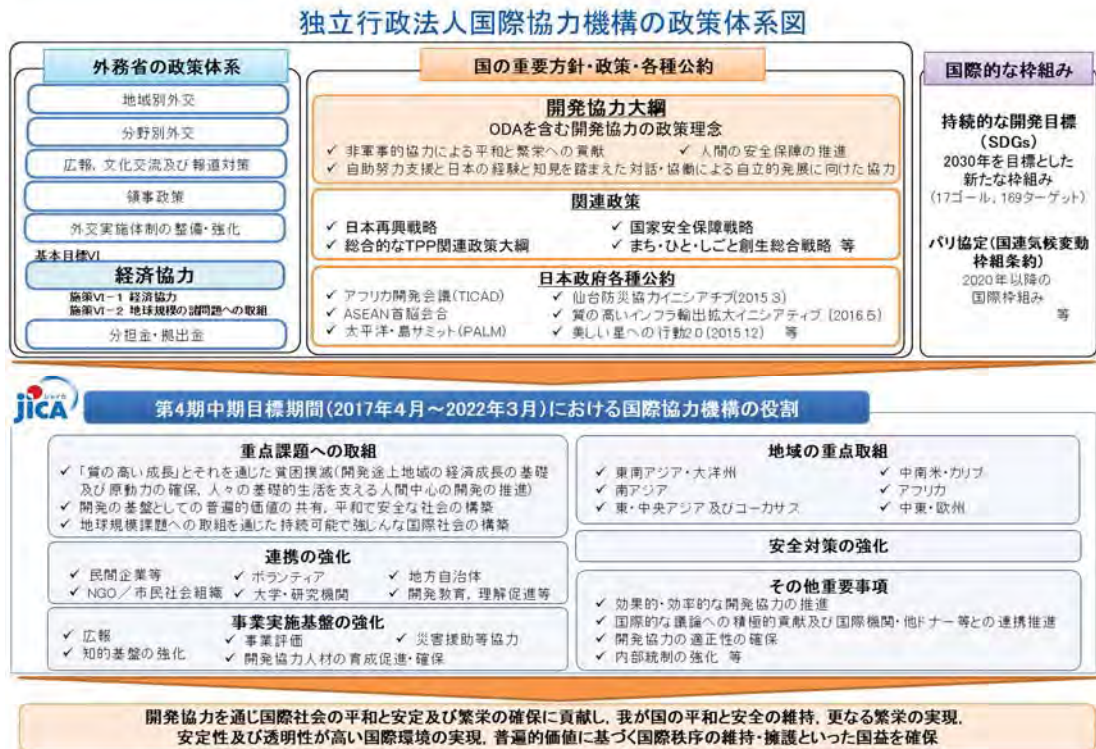 独立行政法人国際協力機構の政策体系図
外務省の政策体系
地域別外交
分野別外交
広報、文化交流及び報道対策
領事政策
外交実施体制の整備・強化
基本目標Ⅵ
経済協力
施策Ⅵ-1 経済協力
施策Ⅵ-2 地球規模の諸問題への取組
分担金・拠出金
国の重要方針・政策・各種公約
開発協力大綱
ODAを含む開発協力の政策理念
✓ 非軍事的協力による平和と繁栄への貢献 ✓ 人間の安全保障の推進
✓ 自助努力支援と日本の経験と知見を踏まえた対話・協働による自立的発展に向けた協力
関連政策
✓ 日本再興戦略 ✓ 国家安全保障戦略
✓ 総合的なTPP関連政策大綱 ✓ まち・ひと・しごと創生総合戦略 等
日本政府各種公約
✓ アフリカ開発会議(TICAD) ✓ 仙台防災協力イニシアチブ(2015.3)
✓ ASEAN首脳会合 ✓ 質の高いインフラ輸出拡大イニシアティブ (2016.5)
✓ 太平洋・島サミット(PALM) ✓ 美しい星への行動2.0(2015.12) 等
国際的な枠組み
持続的な開発目標
(SDGs)
2030年を目標とした
新たな枠組み
(17ゴール、169ターゲット)
パリ協定(国連気候変動
枠組条約)
2020年以降の
国際枠組み
等
ジャイカ
jICA
第4期中期目標期間(2017年4月～2022年3月)における国際協力機構の役割
重点課題への取組
✓ 「質の高い成長」とそれを通じた貧困撲滅(開発途上地域の経済成長の基礎
及び原動力の確保、人々の基礎的生活を支える人間中心の開発の推進)
✓ 開発の基盤としての普遍的価値の共有、平和で安全な社会の構築
✓ 地球規模課題への取組を通じた持続可能で強じんな国際社会の構築
連携の強化
✓ 民間企業等 ✓ ボランティア ✓ 地方自治体
✓ NGO／市民社会組織 ✓ 大学・研究機関 ✓ 開発教育、理解促進等
事業実施基盤の強化
✓ 広報 ✓ 事業評価 ✓ 災害援助等協力
✓ 知的基盤の強化 ✓ 開発協力人材の育成促進・確保
地域の重点取組
✓ 東南アジア・大洋州 ✓ 中南米・カリブ
✓ 南アジア ✓ アフリカ
✓ 東・中央アジア及びコーカサス ✓ 中東・欧州
安全対策の強化
その他重要事項
✓ 効果的・効率的な開発協力の推進
✓ 国際的な議論への積極的貢献及び国際機関・他ドナー等との連携推進
✓ 開発協力の適正性の確保
✓ 内部統制の強化 等
開発協力を通じ国際社会の平和と安定及び繁栄の確保に貢献し、我が国の平和と安全の維持、更なる繁栄の実現、
安定性及び透明性が高い国際環境の実現、普遍的価値に基づく国際秩序の維持・擁護といった国益を確保